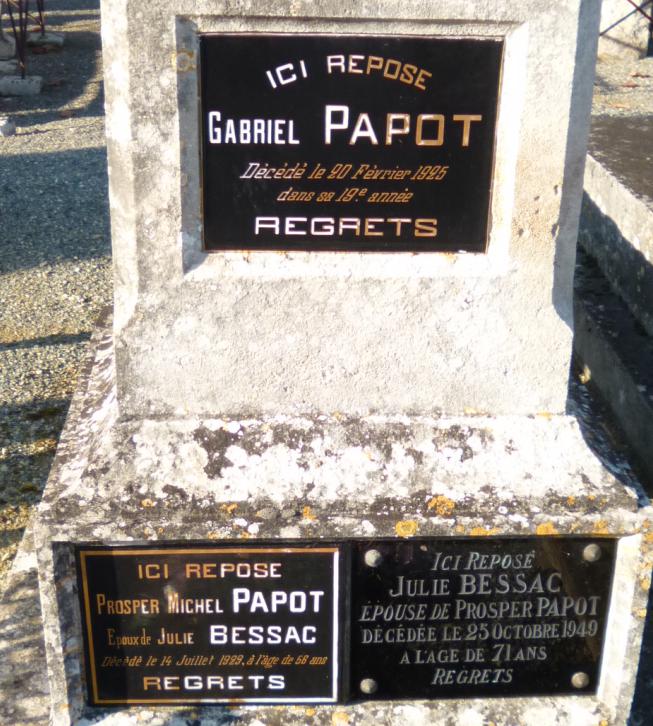 ICI REPOSE
GABRIEL PAPOT
Décédé le 20 Février 1925
dans sa 19e année
REGRETS
ICI REPOSE
PROSPER MICHEL PAPOT
Epoux de JULIE BESSAC
Décédé le 14 Juillet 1929, à l'âge de 56 ans
REGRETS
ICI REPOSE
JULIE BESSAC
EPOUSE DE PROSPER PAPOT
DÉCÉDÉE LE 25 OCTOBRE 1949
A L'AGE DE 71 ANS
REGRETS